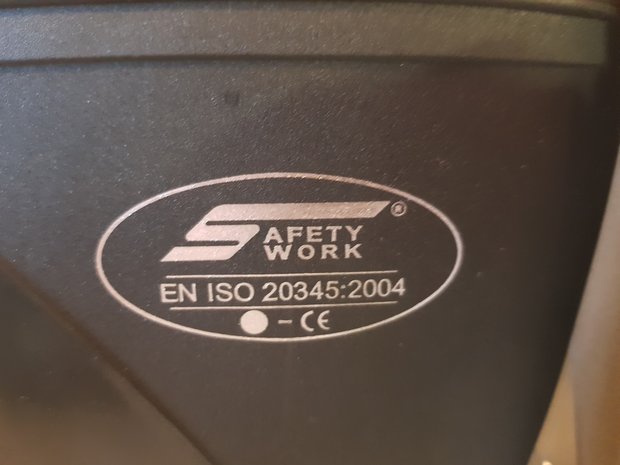 SAFETY ®
WORK
EN ISO 20345:2004
- CE